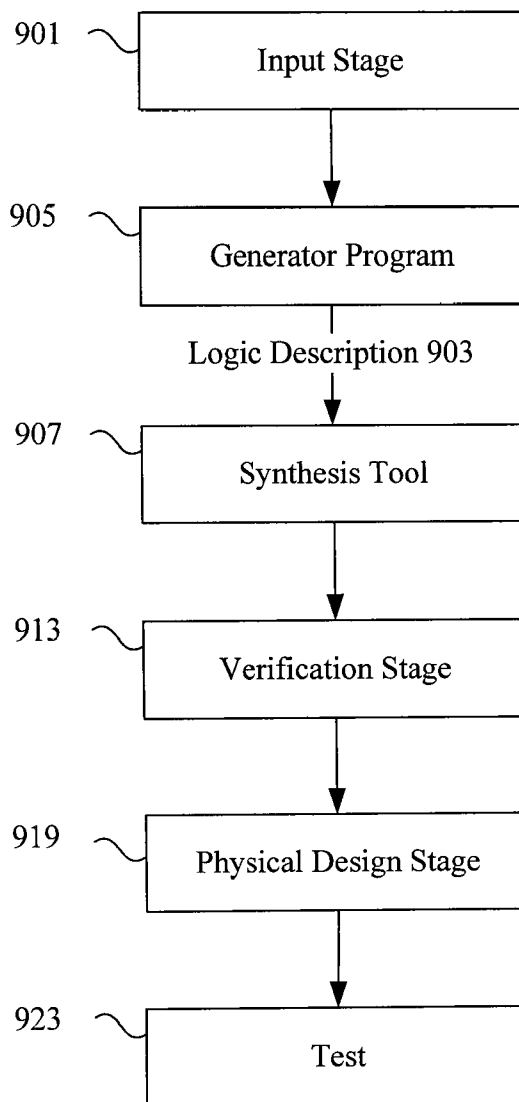 901
Input Stage
905
Generator Program
Logic Description 903
907
Synthesis Tool
913
Verification Stage
919
Physical Design Stage
923
Test